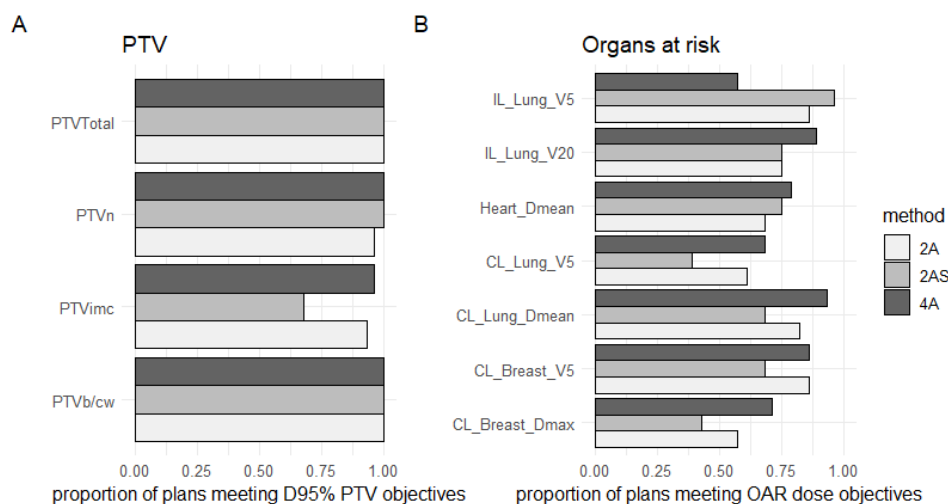 A
PTV
PTVTotal
PTVn
PTVimc
PTVb/cw
0.00 0.25 0.50 0.75 1.00
proportion of plans meeting D95% PTV objectives
B
Organs at risk
IL_Lung_V5
IL_Lung_V20
Heart_Dmean
CL_Lung_V5
CL_Lung_Dmean
CL_Breast_V5
CL_Breast_Dmax
0.00 0.25 0.50 0.75 1.00
proportion of plans meeting OAR dose objectives
method
2A
2AS
4A